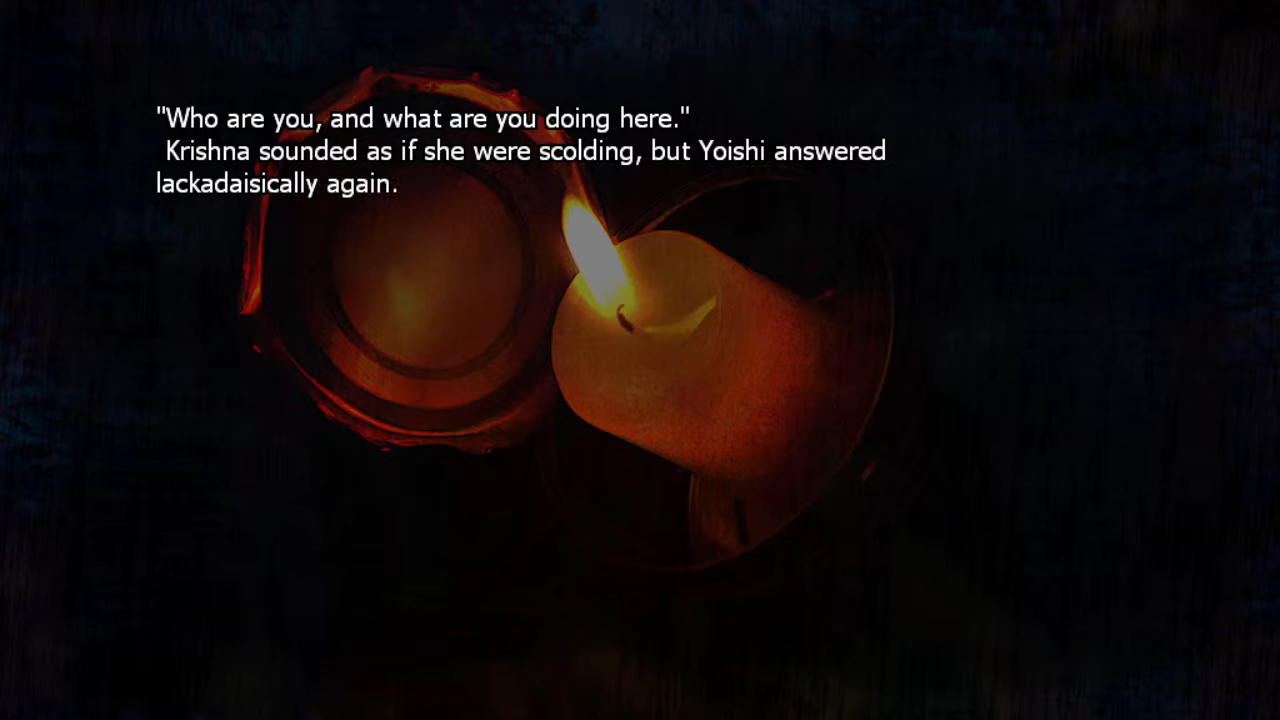 "Who are you, and what are you doing here."
Krishna sounded as if she were scolding, but Yoishi answered
lackadaisically again.